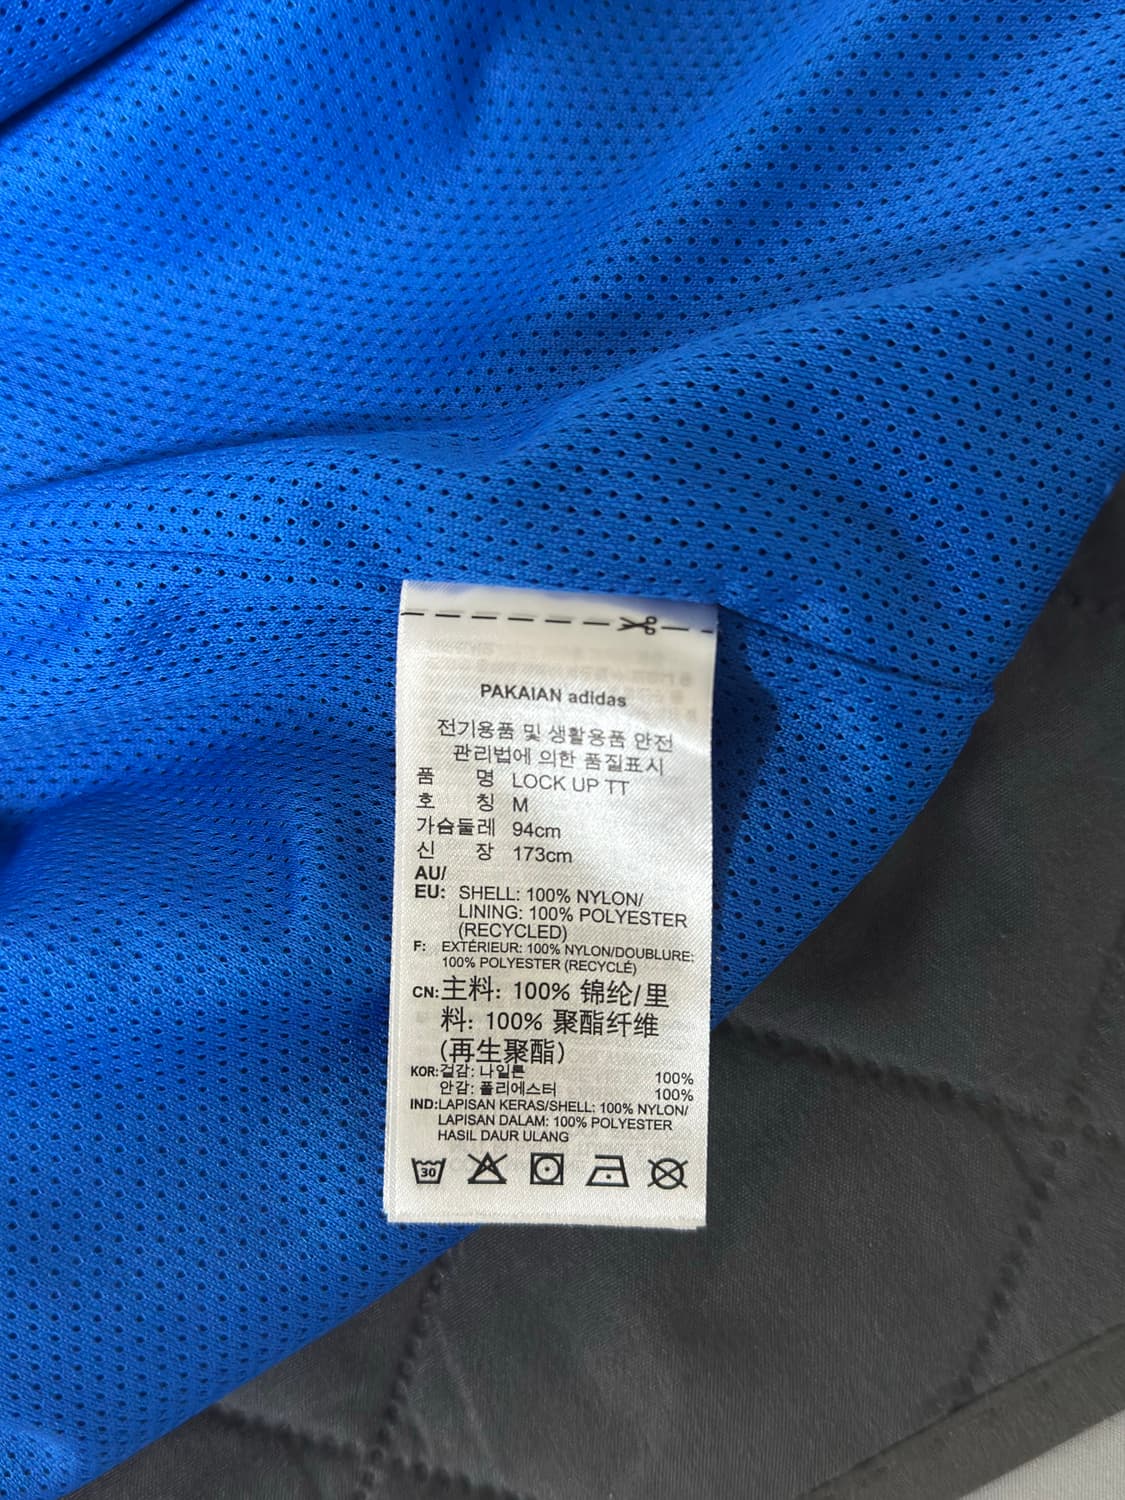 PAKAIAN adidas
전기용품 및 생활용품 안전
관리법에 의한 품질표시
품 명 LOCK UP TT
호 칭 M
가슴둘레 94cm
신 장 173cm
AU/
EU: SHELL: 100% NYLON/
LINING: 100% POLYESTER
(RECYCLED)
F: EXTÉRIEUR: 100% NYLON/DOUBLURE:
100% POLYESTER (RECYCLÉ)
CN: 主料: 100% 锦纶/里
料: 100% 聚酯纤维
(再生聚酯)
KOR: 겉감: 나일론 100%
안감: 폴리에스터 100%
IND: LAPISAN KERAS/SHELL: 100% NYLON/
LAPISAN DALAM: 100% POLYESTER
HASIL DAUR ULANG
30